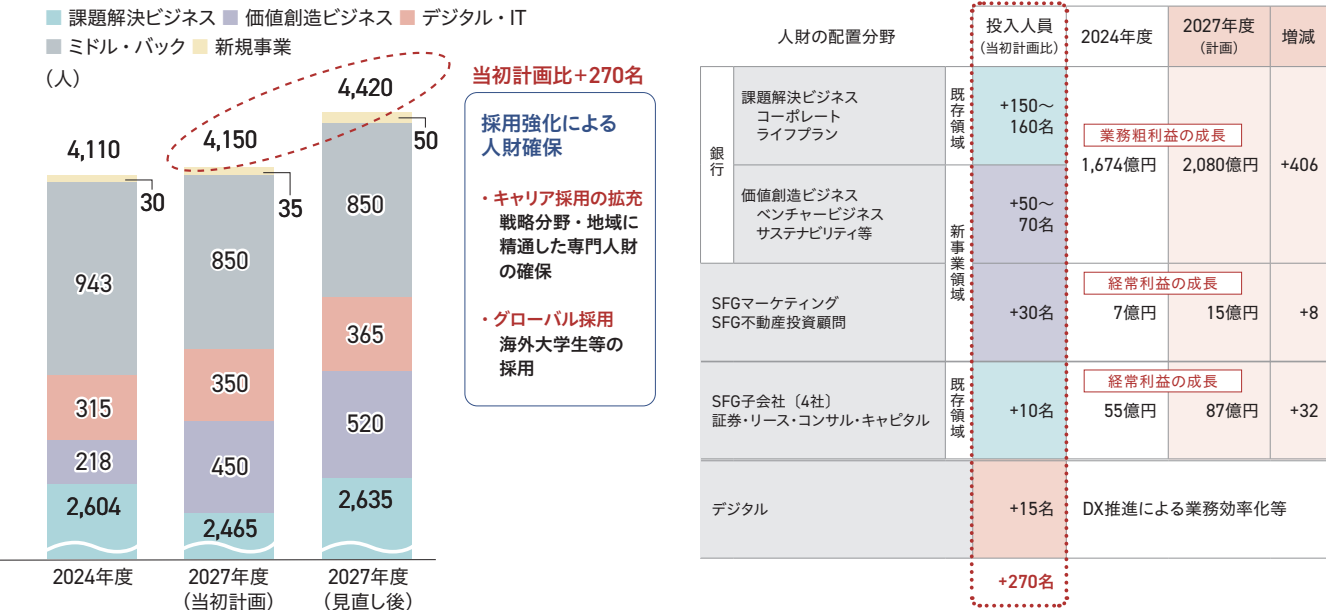 課題解決ビジネス 価値創造ビジネス デジタル・IT
ミドル・バック 新規事業
(人)
4,110
30
943
315
218
2,604
2024年度
4,150
35
850
350
450
2,465
2027年度
(当初計画)
4,420
50
850
365
520
2,635
2027年度
(見直し後)
当初計画比+270名
採用強化による
人財確保
・キャリア採用の拡充
戦略分野・地域に
精通した専門人財
の確保
・グローバル採用
海外大学生等の
採用
人財の配置分野
投入人員
(当初計画比)
2024年度
2027年度
(計画)
増減
銀行
課題解決ビジネス
コーポレート
ライフプラン
既存領域
+150〜
160名
業務粗利益の成長
1,674億円 2,080億円 +406
価値創造ビジネス
ベンチャービジネス
サステナビリティ等
新事業領域
+50〜
70名
SFGマーケティング
SFG不動産投資顧問
+30名
経常利益の成長
7億円 15億円 +8
SFG子会社〔4社〕
証券・リース・コンサル・キャピタル
既存領域
+10名
経常利益の成長
55億円 87億円 +32
デジタル
+15名
DX推進による業務効率化等
+270名